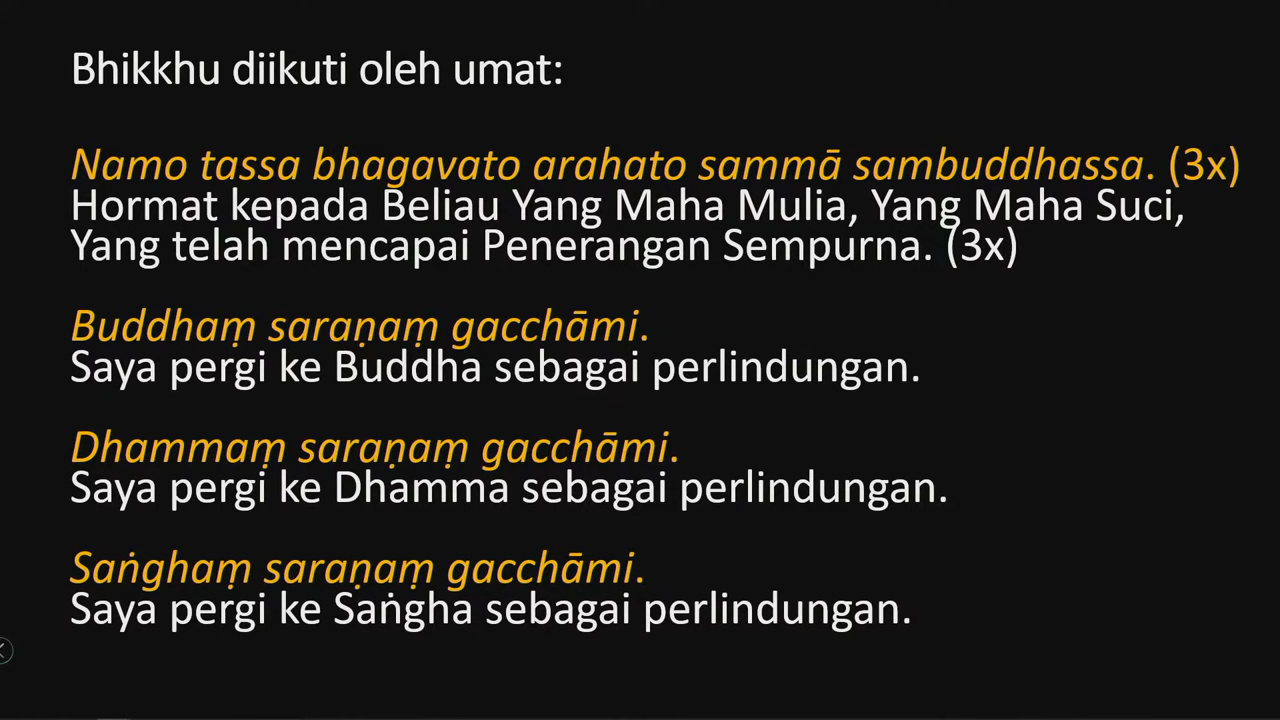 Bhikkhu diikuti oleh umat:
Namo tassa bhagavato arahato sammā sambuddhassa. (3x)
Hormat kepada Beliau Yang Maha Mulia, Yang Maha Suci,
Yang telah mencapai Penerangan Sempurna. (3x)
Buddhaṃ saraṇaṃ gacchāmi.
Saya pergi ke Buddha sebagai perlindungan.
Dhammaṃ saraṇaṃ gacchāmi.
Saya pergi ke Dhamma sebagai perlindungan.
Saṅghaṃ saraṇaṃ gacchāmi.
Saya pergi ke Saṅgha sebagai perlindungan.